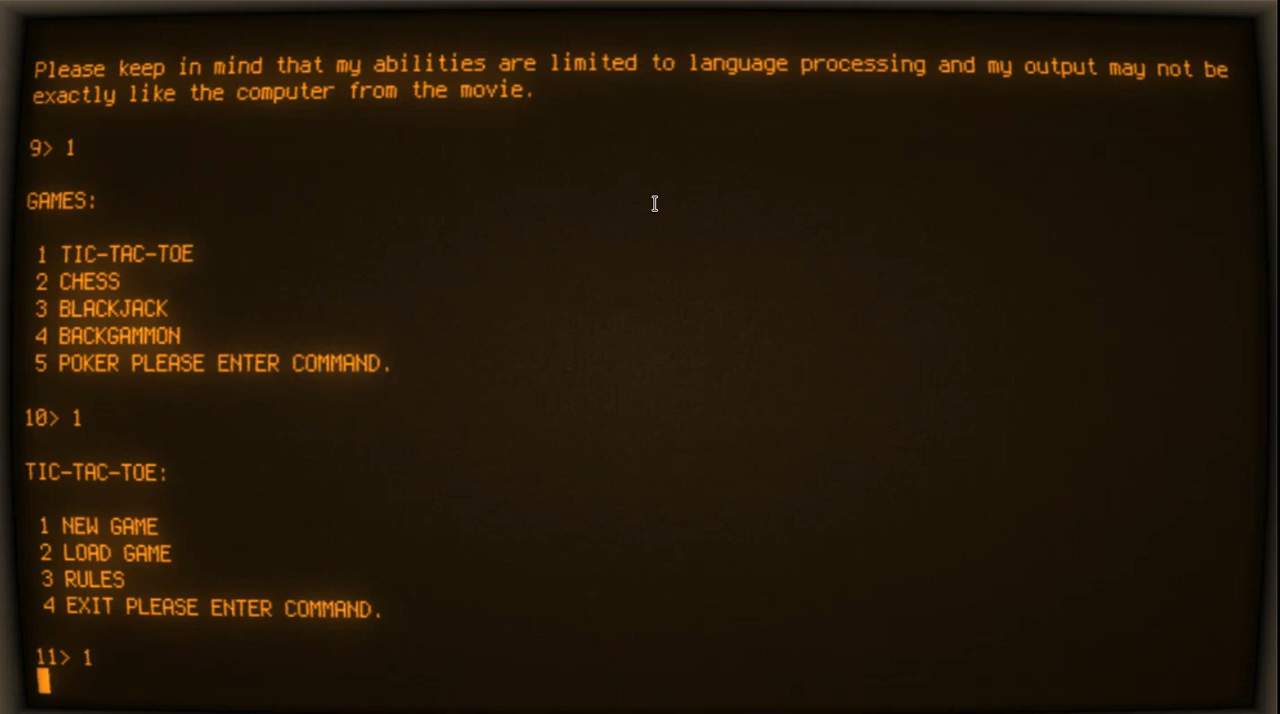 Please keep in mind that my abilities are limited to language processing and my output may not be
exactly like the computer from the movie.
9> 1
GAMES:
1 TIC-TAC-TOE
2 CHESS
3 BLACKJACK
4 BACKGAMMON
5 POKER PLEASE ENTER COMMAND.
10> 1
TIC-TAC-TOE:
1 NEW GAME
2 LOAD GAME
3 RULES
4 EXIT PLEASE ENTER COMMAND.
11> 1